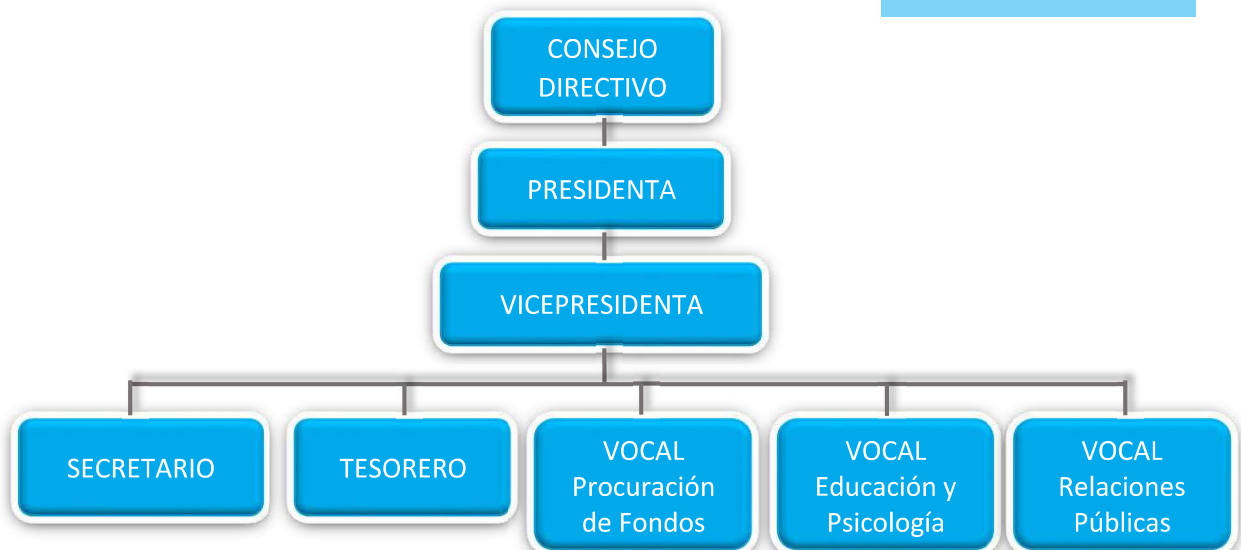 CONSEJO
DIRECTIVO
PRESIDENTA
VICEPRESIDENTA
SECRETARIO
TESORERO
VOCAL
Procuración
de Fondos
VOCAL
Educación y
Psicología
VOCAL
Relaciones
Públicas